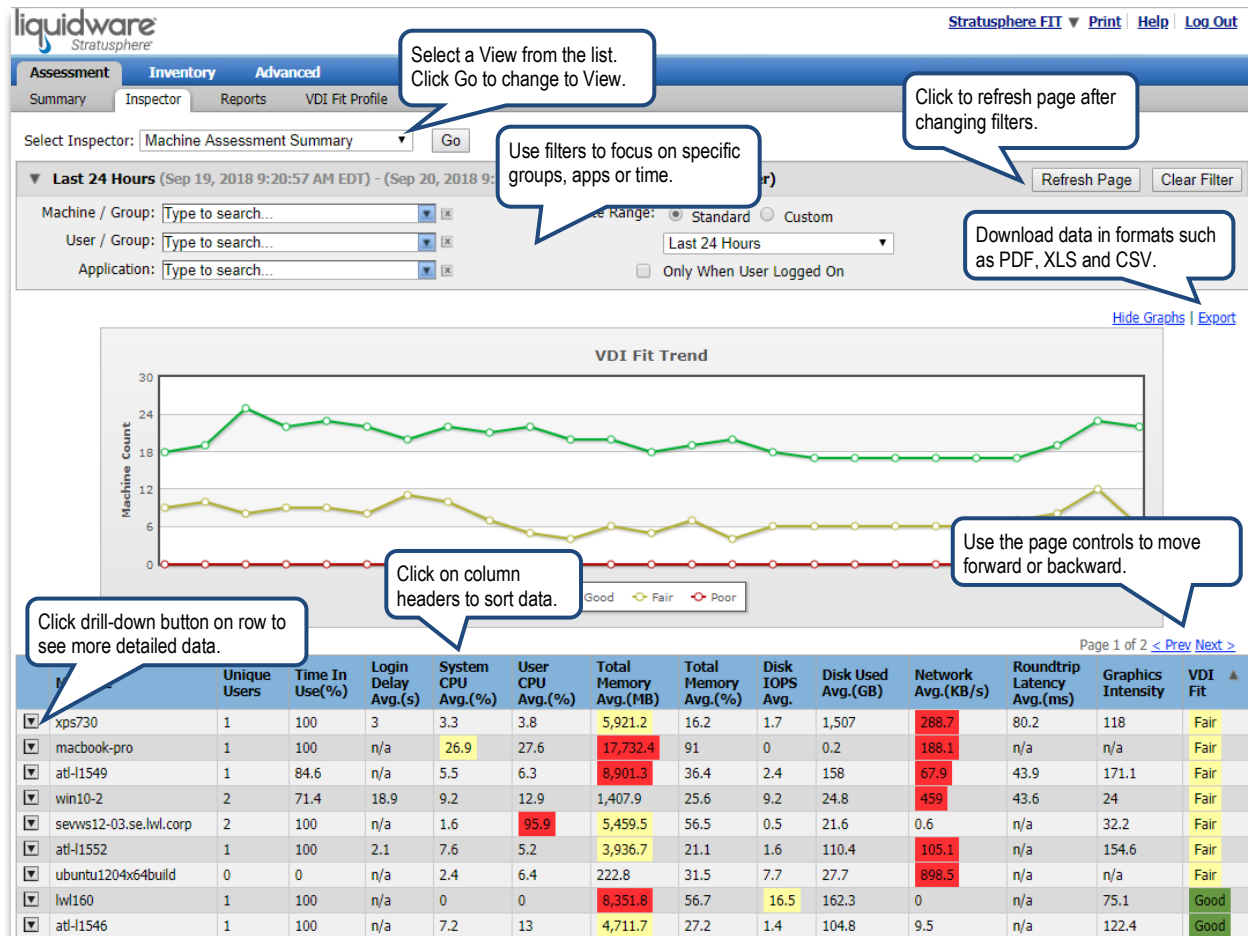 liquidware
Stratusphere
Stratusphere FIT ▼ Print Help Log Out
Select a View from the list.
Click Go to change to View.
Assessment Inventory Advanced
Summary Inspector Reports VDI Fit Profile
Click to refresh page after
changing filters.
Select Inspector: Machine Assessment Summary ▼ Go
Use filters to focus on specific
groups, apps or time.
▼ Last 24 Hours (Sep 19, 2018 9:20:57 AM EDT) - (Sep 20, 2018 9:
Refresh Page Clear Filter
Machine / Group: Type to search...
Range: Standard Custom
User / Group: Type to search...
Last 24 Hours ▼
Application: Type to search...
Only When User Logged On
Download data in formats such
as PDF, XLS and CSV.
Hide Graphs | Export
VDI Fit Trend
Machine Count
30
24
18
12
6
0
Good Fair Poor
Click on column
headers to sort data.
Use the page controls to move
forward or backward.
Click drill-down button on row to
see more detailed data.
Page 1 of 2 < Prev Next >
Unique Users Time In Use(%) Login Delay Avg.(s) System CPU Avg.(%) User CPU Avg.(%) Total Memory Avg.(MB) Total Memory Avg.(%) Disk IOPS Avg. Disk Used Avg.(GB) Network Avg.(KB/s) Roundtrip Latency Avg.(ms) Graphics Intensity VDI Fit ▲
xps730 1 100 3 3.3 3.8 5,921.2 16.2 1.7 1,507 288.7 80.2 118 Fair
macbook-pro 1 100 n/a 26.9 27.6 17,732.4 91 0 0.2 188.1 n/a n/a Fair
atl-l1549 1 84.6 n/a 5.5 6.3 8,901.3 36.4 2.4 158 67.9 43.9 171.1 Fair
win10-2 2 71.4 18.9 9.2 12.9 1,407.9 25.6 9.2 24.8 459 43.6 24 Fair
sevws12-03.se.lwl.corp 2 100 n/a 1.6 95.9 5,459.5 56.5 0.5 21.6 0.6 n/a 32.2 Fair
atl-l1552 1 100 2.1 7.6 5.2 3,936.7 21.1 1.6 110.4 105.1 n/a 154.6 Fair
ubuntu1204x64build 0 0 n/a 2.4 6.4 222.8 31.5 7.7 27.7 898.5 n/a n/a Fair
lwl160 1 100 n/a 0 0 8,351.8 56.7 16.5 162.3 0 n/a 75.1 Good
atl-l1546 1 100 n/a 7.2 13 4,711.7 27.2 1.4 104.8 9.5 n/a 122.4 Good